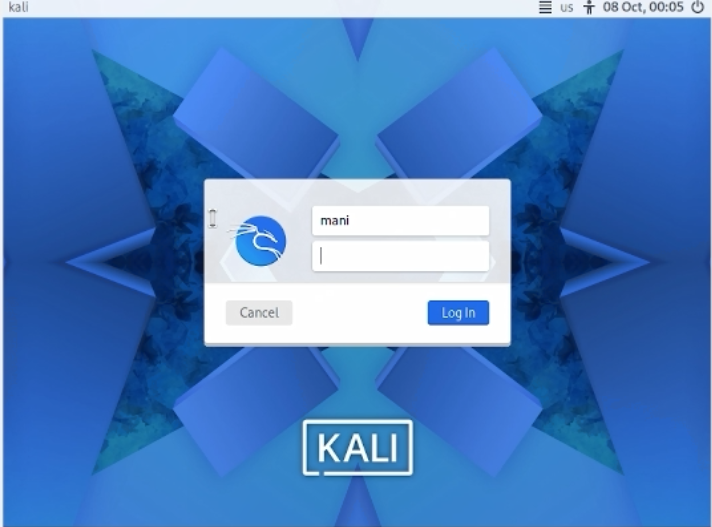 kali us 08 Oct, 00:05
mani
Cancel Log In
KALI